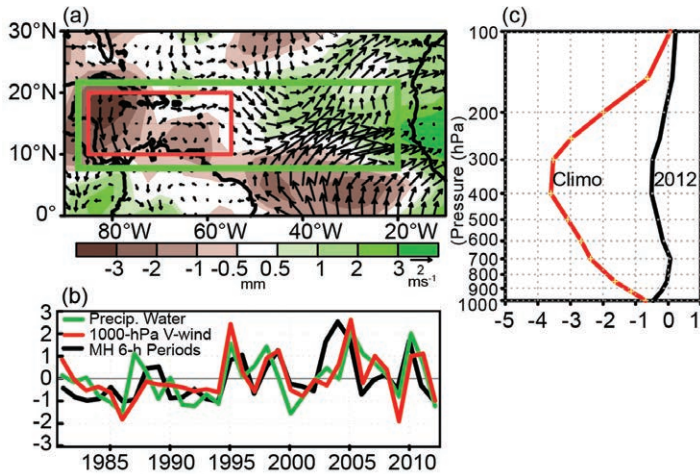 (a)
30°N
20°N
10°N
0°
80°W 60°W 40°W 20°W
-3 -2 -1 -0.5 0.5 1 2 3
mm
2
ms-1
(b)
Precip. Water
1000-hPa V-wind
MH 6-h Periods
3
2
1
0
-1
-2
-3
1985 1990 1995 2000 2005 2010
(c)
(Pressure (hPa)
100
200
300
400
500
600
700
800
900
1000
Climo 2012
-5 -4 -3 -2 -1 0 1